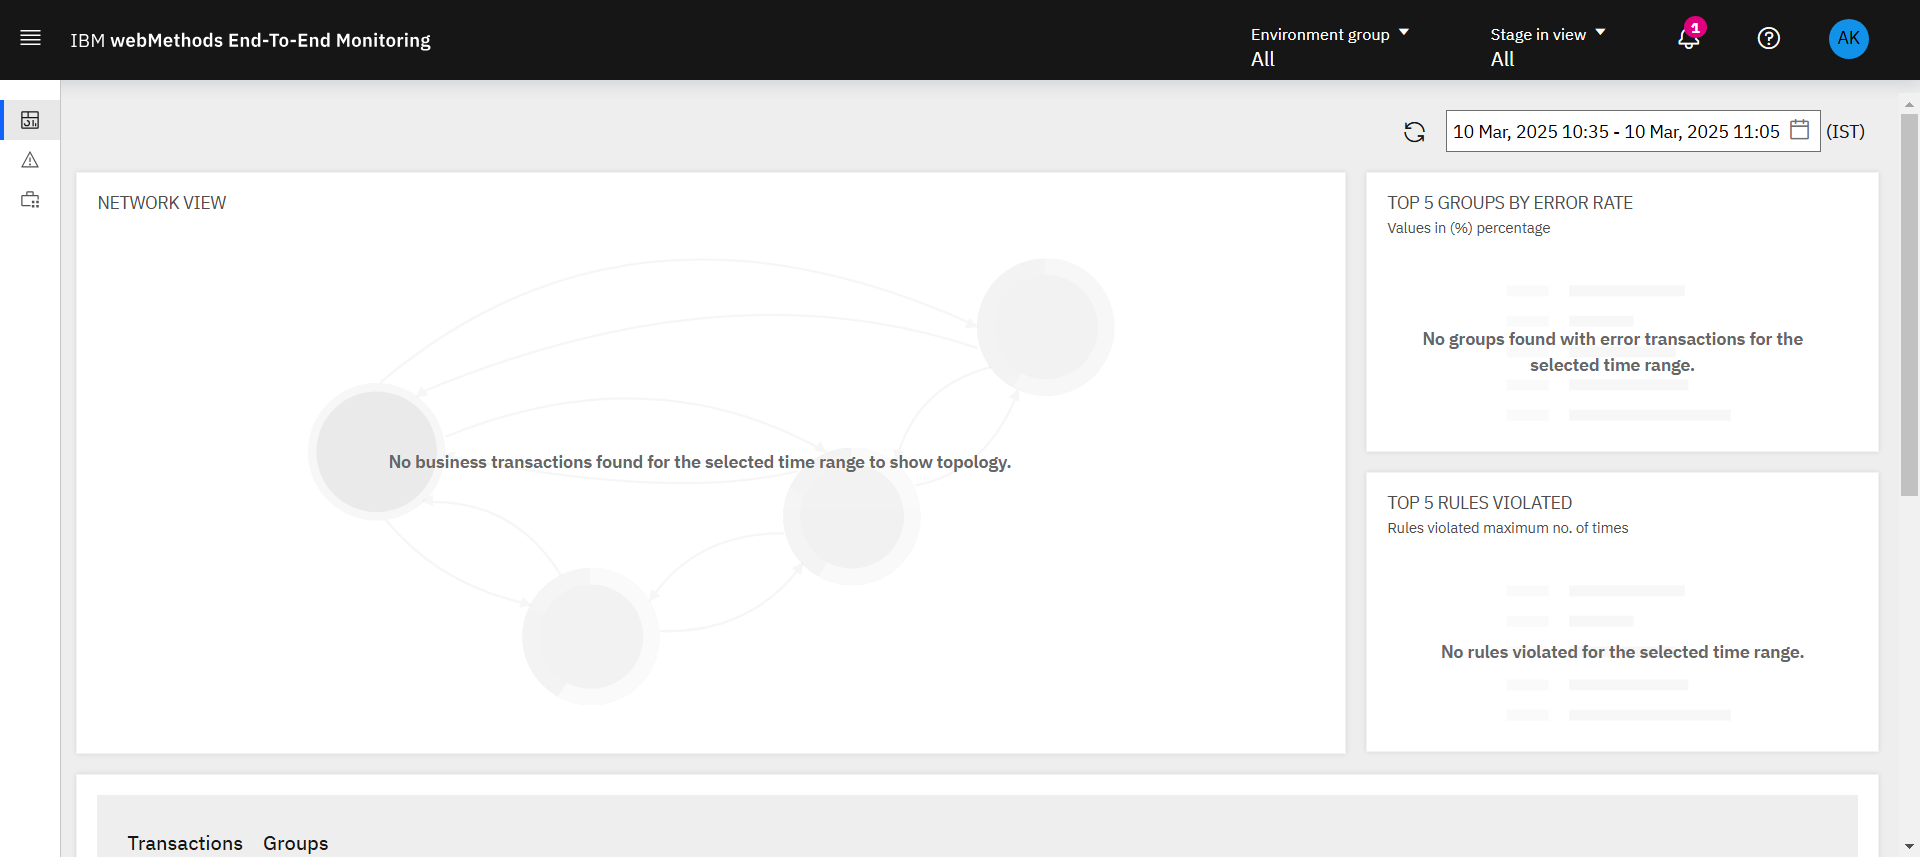 IBM webMethods End-To-End Monitoring
Environment group
All
Stage in view
All
1
AK
10 Mar, 2025 10:35 - 10 Mar, 2025 11:05
(IST)
NETWORK VIEW
No business transactions found for the selected time range to show topology.
TOP 5 GROUPS BY ERROR RATE
Values in (%) percentage
No groups found with error transactions for the
selected time range.
TOP 5 RULES VIOLATED
Rules violated maximum no. of times
No rules violated for the selected time range.
Transactions Groups